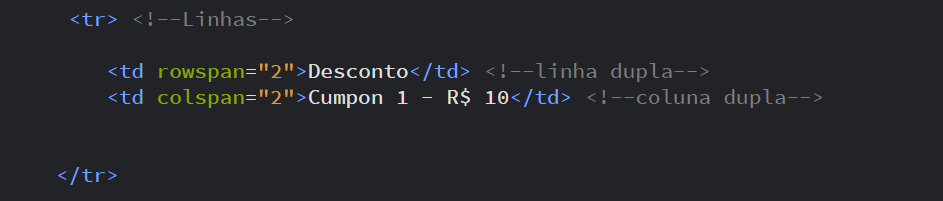 <tr> <!--Linhas-->
<td rowspan="2">Desconto</td> <!--linha dupla-->
<td colspan="2">Cumpon 1 - R$ 10</td> <!--coluna dupla-->
</tr>